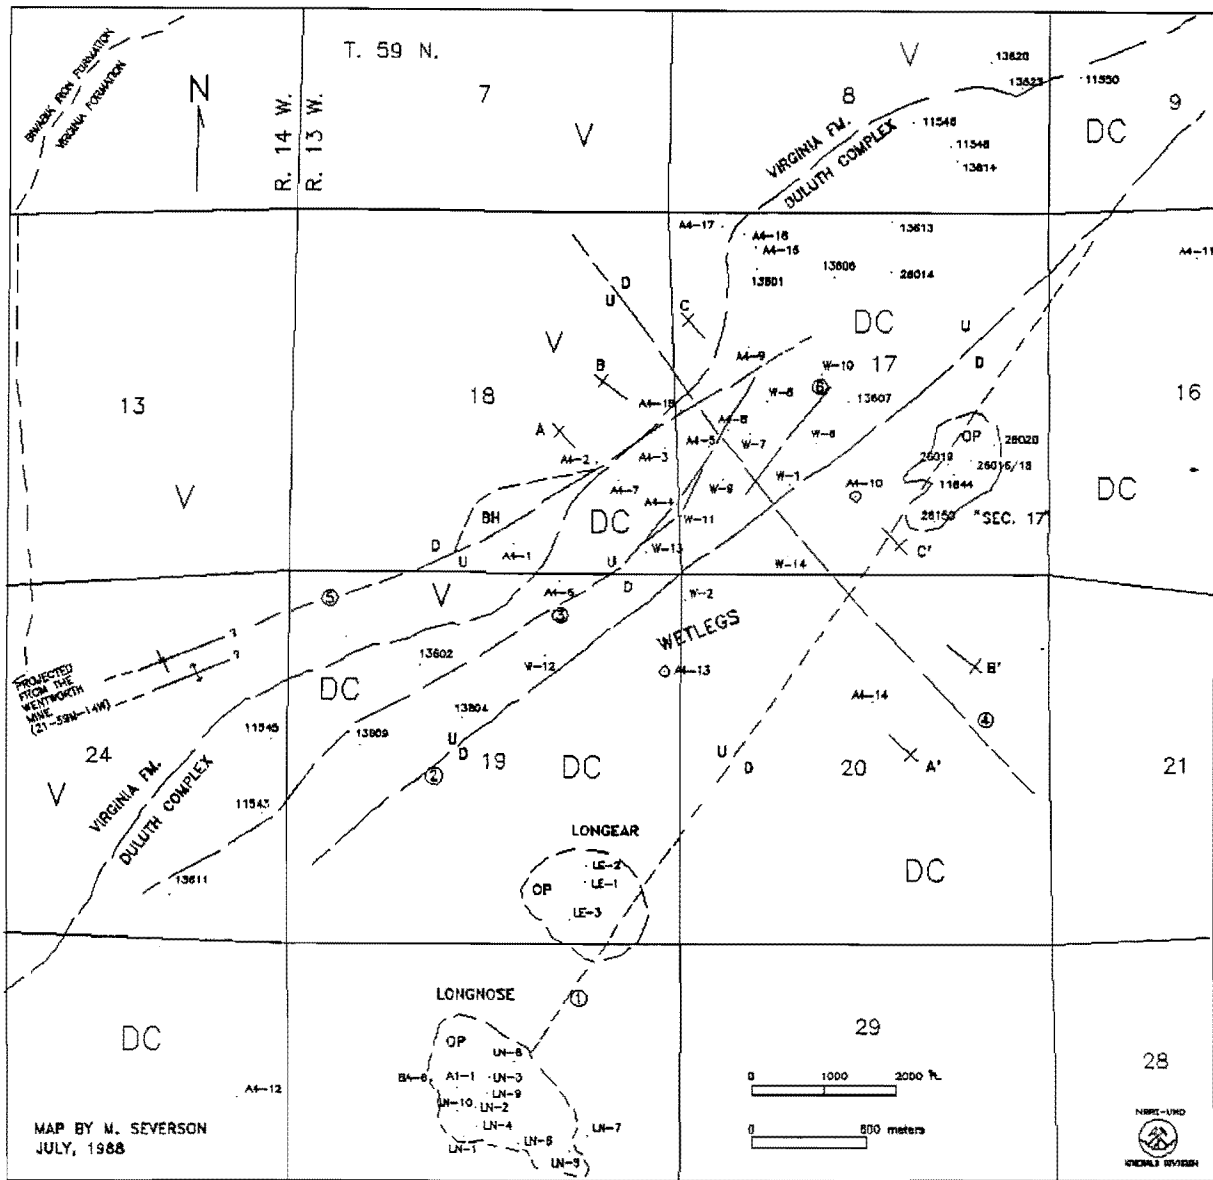 T. 59 N.
N
R. 14 W.
R. 13 W.
BIWABIK IRON FORMATION
VIRGINIA FORMATION
7
V
V
8
13620
13623
11550
9
DC
11546
11548
13614
VIRGINIA FM.
DULUTH COMPLEX
A4-17
A4-16
A4-15
13601
13606
13613
26014
A4-11
D
U
C
DC
U
D
V
A4-9
17
W-10
6
13
18
B
A4-19
W-8
13607
16
A
A4-6
OP
A4-5
W-7
W-6
26020
A4-2
A4-3
26019
26016/18
V
A4-7
W-9
W-1
A4-10
11644
DC
BH
A4-4
DC
W-11
26150
"SEC. 17"
D
U
A4-1
W-13
C'
U
D
W-14
V
A4-6
W-2
5
3
WETLEGS
?
?
13602
W-12
A4-13
B'
PROJECTED
FROM THE
WENTWORTH
MINE
(21-59N-14W)
DC
A4-14
13604
4
11545
13609
U
D
19
U
D
20
A'
24
2
DC
21
V
VIRGINIA FM.
DULUTH COMPLEX
11543
LONGEAR
LE-2
DC
13611
OP
LE-1
LE-3
LONGNOSE
1
DC
OP
29
LN-8
28
BA-6
A1-1
LN-3
0 1000 2000 ft.
A4-12
LN-9
LN-10
LN-2
LN-4
LN-7
0 600 meters
LN-1
LN-6
LN-5
MAP BY M. SEVERSON
JULY, 1988
NRRI-UMD
MINERALS DIVISION